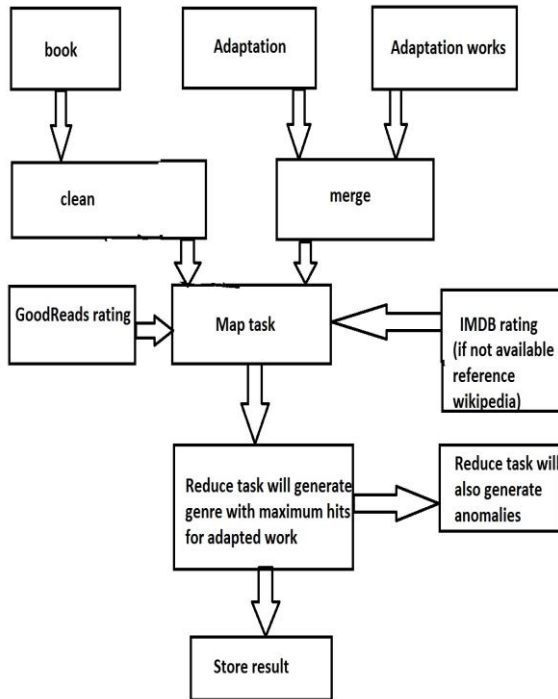 book
Adaptation
Adaptation works
clean
merge
GoodReads rating
Map task
IMDB rating
(if not available
reference
wikipedia)
Reduce task will generate
genre with maximum hits
for adapted work
Reduce task will
also generate
anomalies
Store result